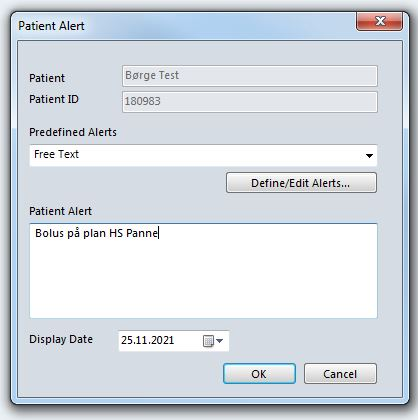 Patient Alert
Patient Børge Test
Patient ID 180983
Predefined Alerts
Free Text
Define/Edit Alerts...
Patient Alert
Bolus på plan HS Panne
Display Date 25.11.2021
OK Cancel